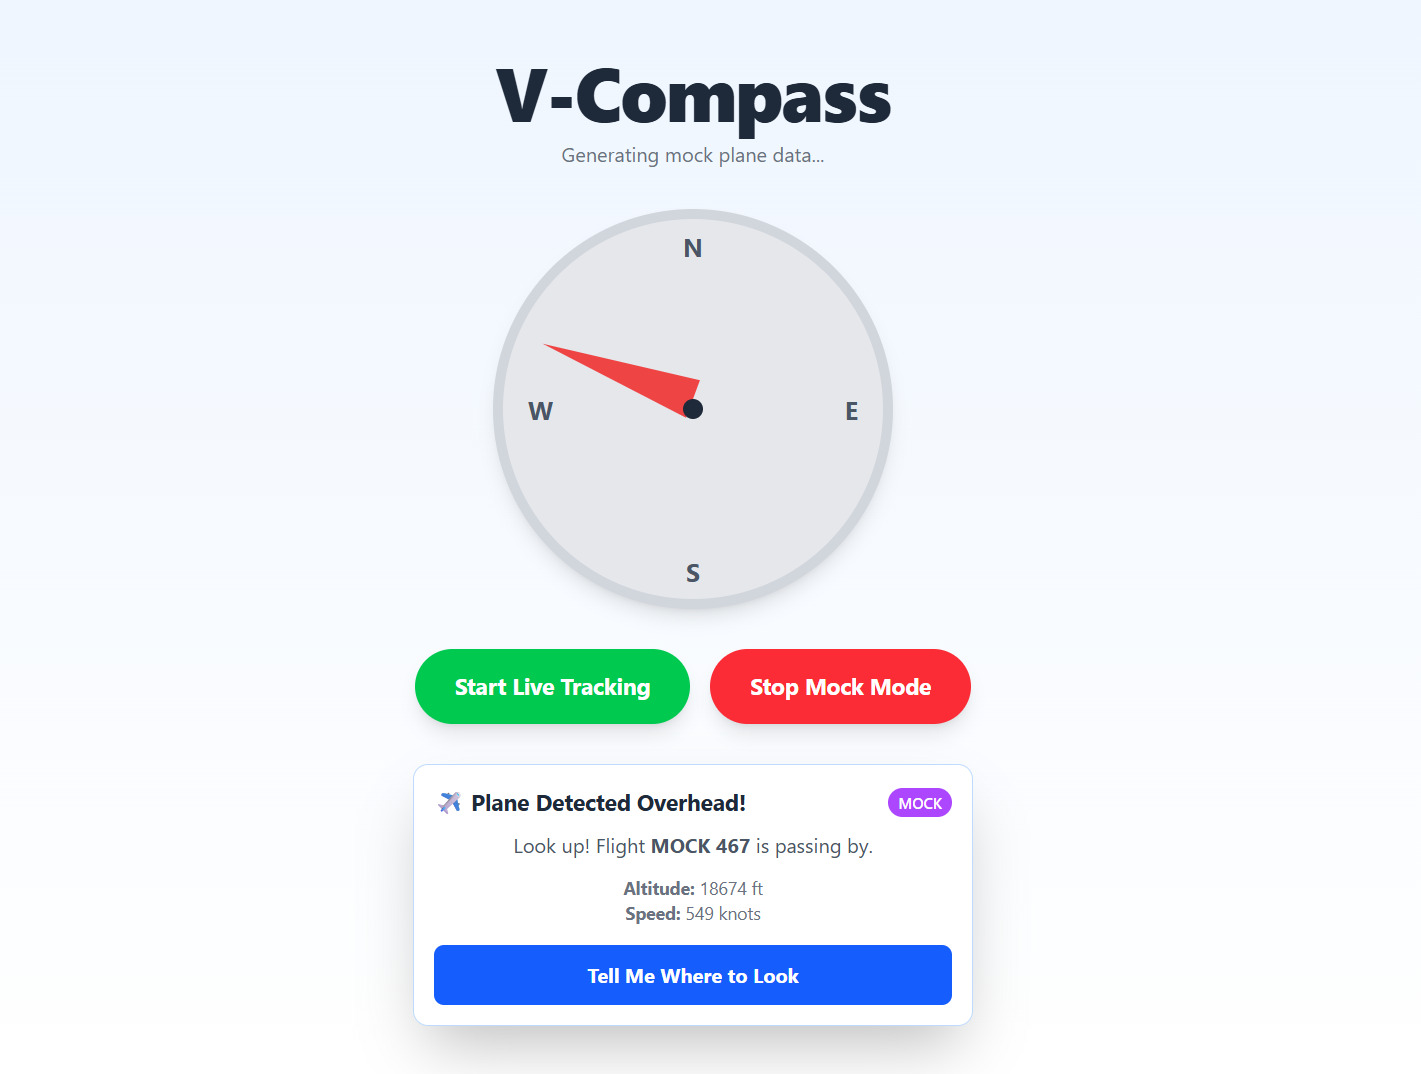 V-Compass
Generating mock plane data...
N
W
E
S
Start Live Tracking
Stop Mock Mode
Plane Detected Overhead!
MOCK
Look up! Flight MOCK 467 is passing by.
Altitude: 18674 ft
Speed: 549 knots
Tell Me Where to Look